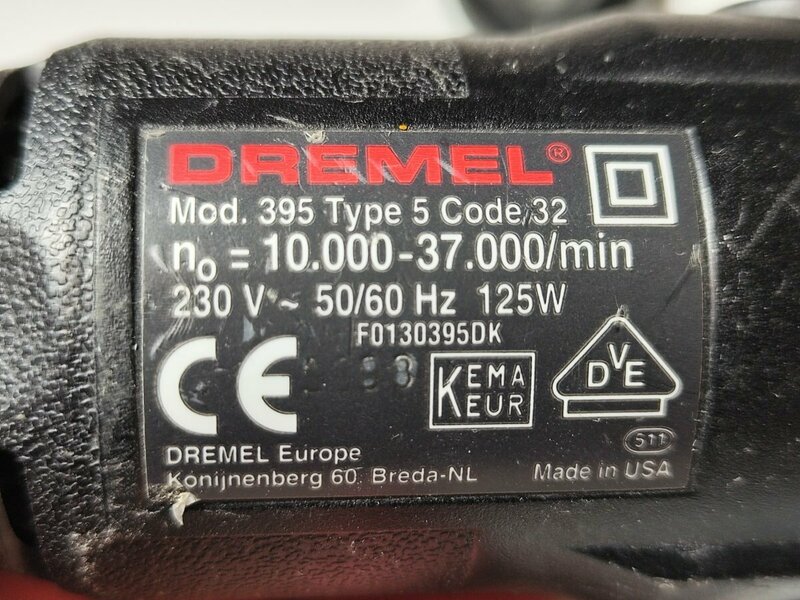 DREMEL®
Mod. 395 Type 5 Code 32
n₀ = 10.000-37.000/min
230 V ~ 50/60 Hz 125W
F0130395DK
CE
KEMA
KEUR
DVE
511
DREMEL Europe
Konijnenberg 60 Breda-NL
Made in USA